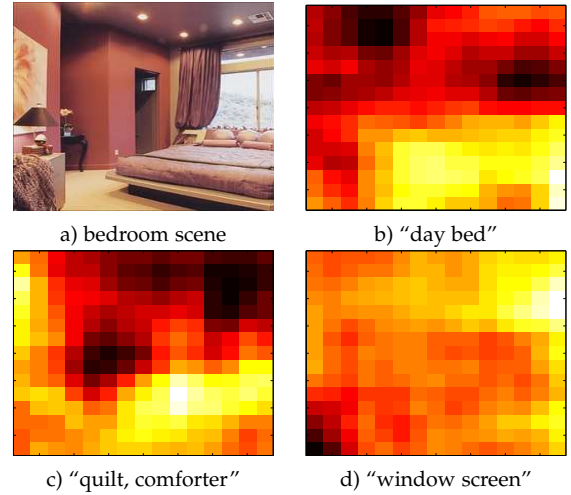 a) bedroom scene
b) “day bed”
c) “quilt, comforter”
d) “window screen”